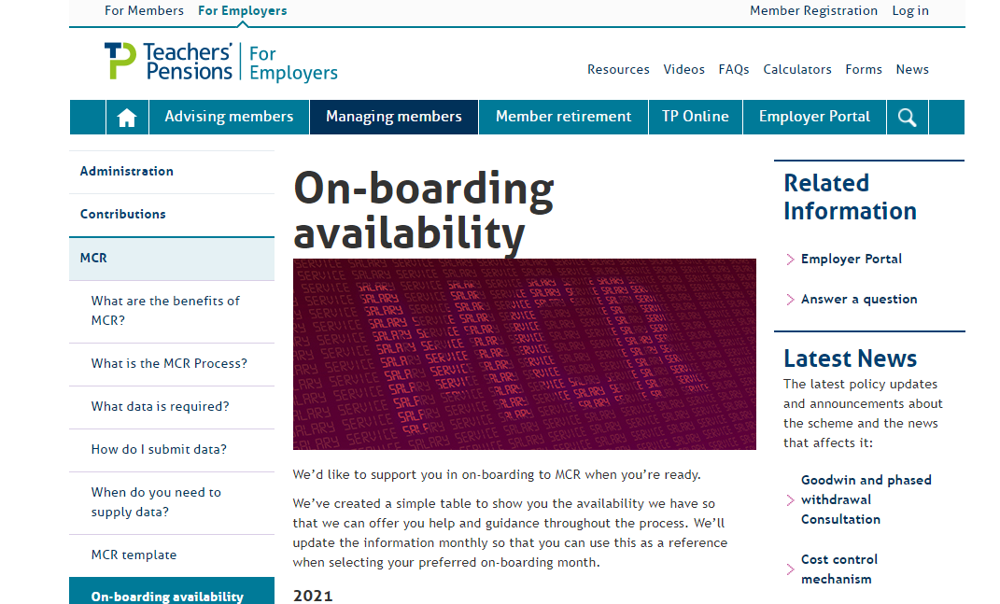 For Members For Employers Member Registration Log in
Teachers' Pensions For Employers
Resources Videos FAQs Calculators Forms News
Advising members Managing members Member retirement TP Online Employer Portal
Administration
Contributions
MCR
What are the benefits of
MCR?
What is the MCR Process?
What data is required?
How do I submit data?
When do you need to
supply data?
MCR template
On-boarding availability
On-boarding
availability
MCR
We'd like to support you in on-boarding to MCR when you're ready.
We've created a simple table to show you the availability we have so
that we can offer you help and guidance throughout the process. We'll
update the information monthly so that you can use this as a reference
when selecting your preferred on-boarding month.
2021
Related
Information
Employer Portal
Answer a question
Latest News
The latest policy updates
and announcements about
the scheme and the news
that affects it:
Goodwin and phased
withdrawal
Consultation
Cost control
mechanism